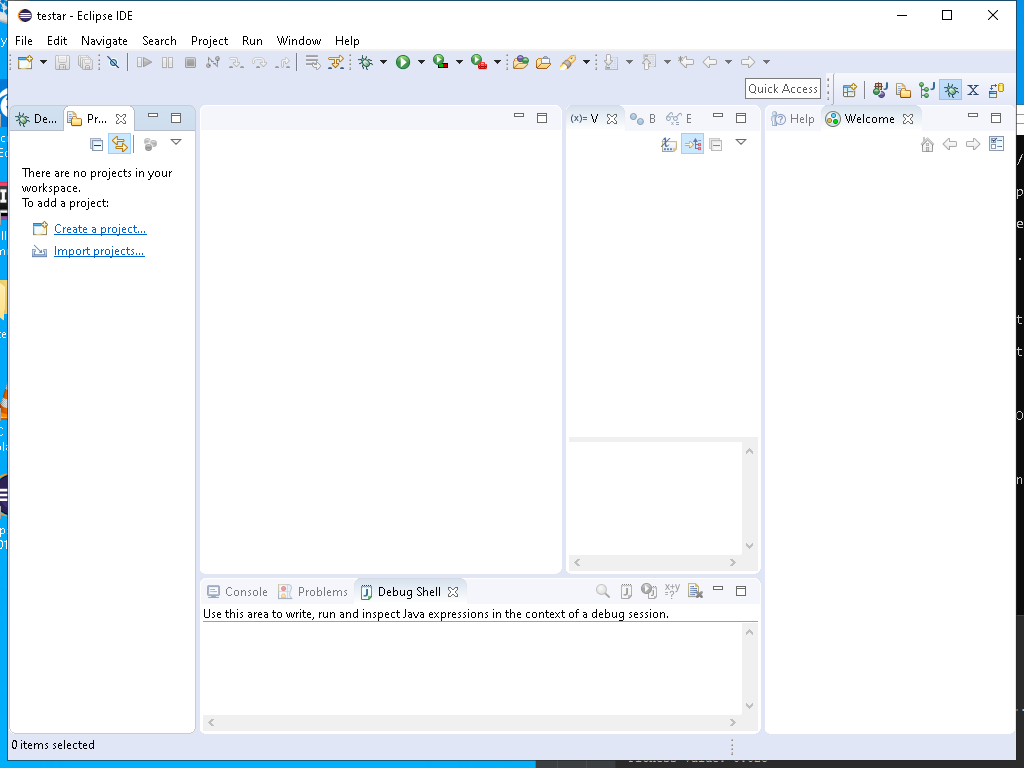 testar - Eclipse IDE
File Edit Navigate Search Project Run Window Help
Quick Access
De... Pr...
(x)= V B E
Help Welcome
There are no projects in your
workspace.
To add a project:
Create a project...
Import projects...
Console Problems Debug Shell
Use this area to write, run and inspect Java expressions in the context of a debug session.
0 items selected